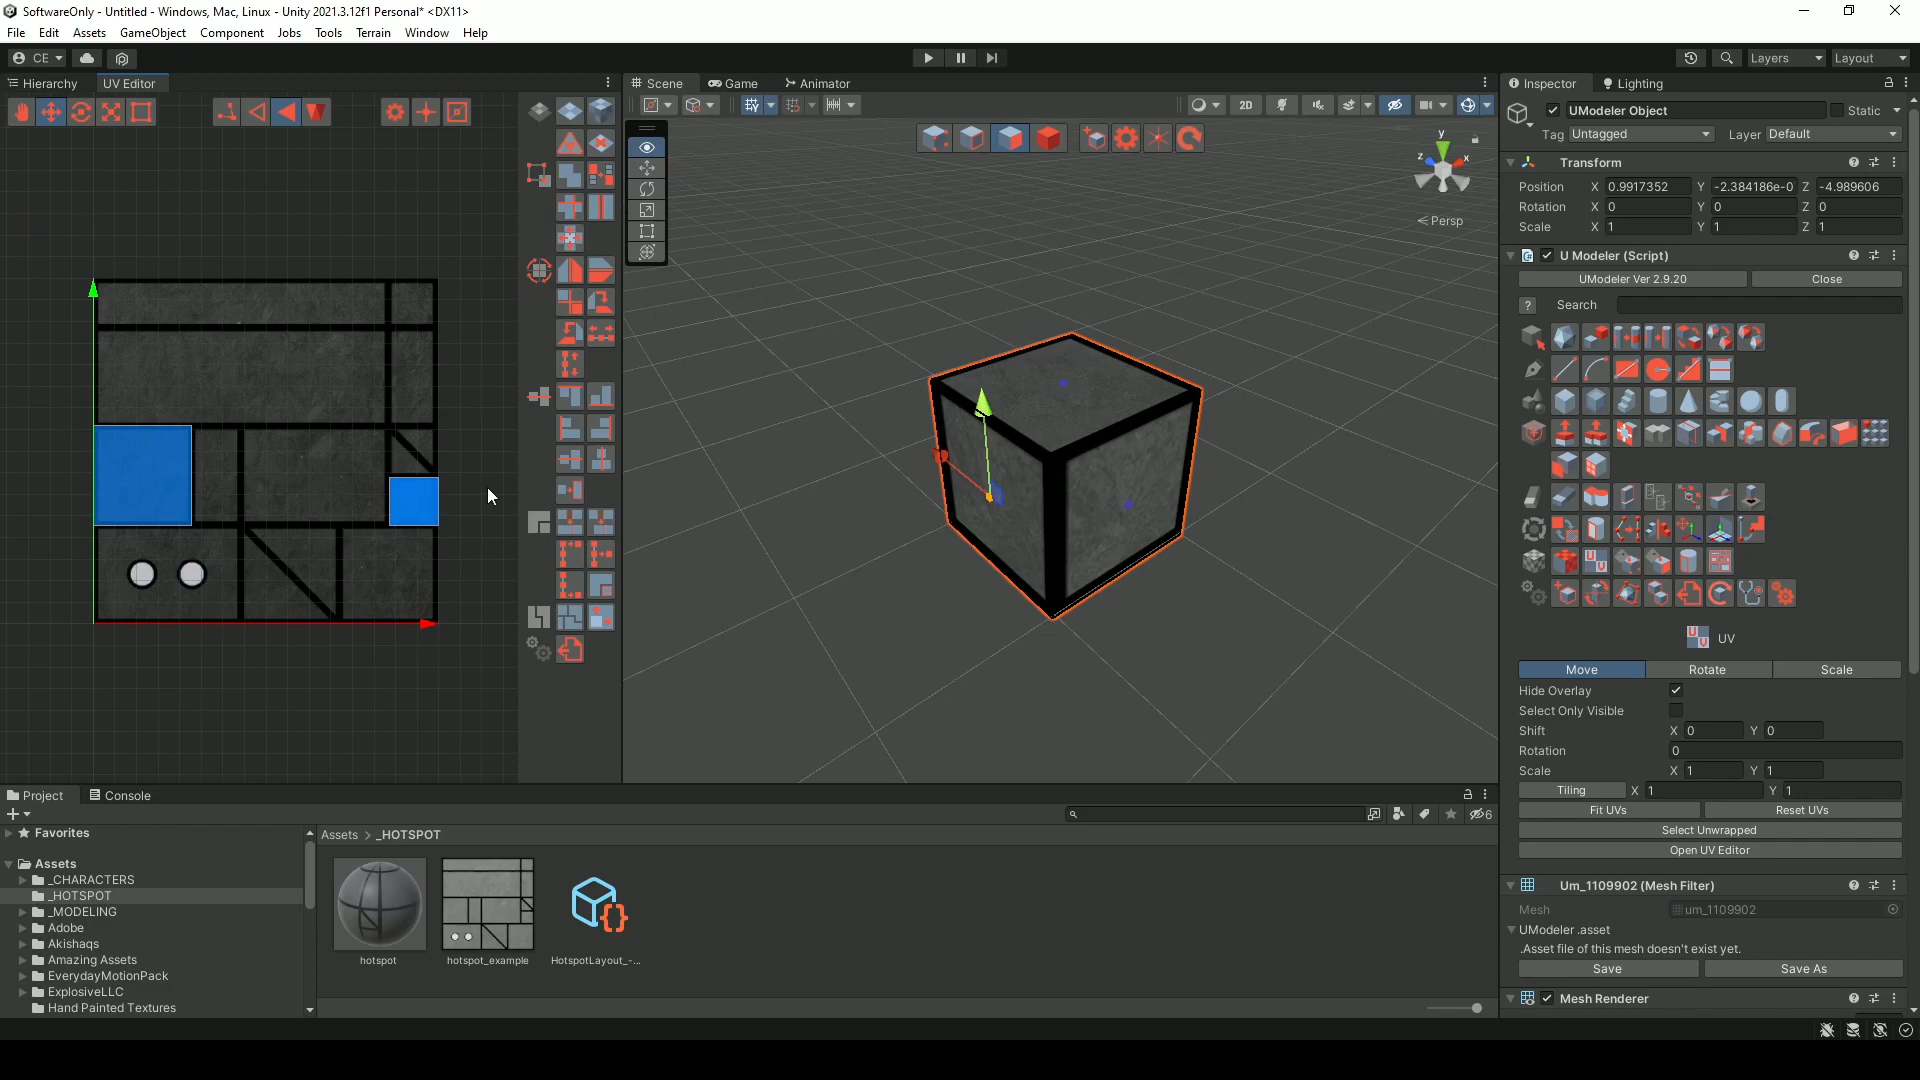 SoftwareOnly - Untitled - Windows, Mac, Linux - Unity 2021.3.12f1 Personal* <DX11>
File Edit Assets GameObject Component Jobs Tools Terrain Window Help
CE Layers Layout
Hierarchy UV Editor Scene Game Animator Inspector Lighting
2D
UModeler Object Static
Tag Untagged Layer Default
Transform
Position X 0.9917352 Y -2.384186e-0 Z -4.989606
Rotation X 0 Y 0 Z 0
Scale X 1 Y 1 Z 1
y
z x
Persp
U Modeler (Script)
UModeler Ver 2.9.20 Close
? Search
UV
Move Rotate Scale
Hide Overlay
Select Only Visible
Shift X 0 Y 0
Rotation 0
Scale X 1 Y 1
Tiling X 1 Y 1
Fit UVs Reset UVs
Select Unwrapped
Open UV Editor
Um_1109902 (Mesh Filter)
Mesh um_1109902
UModeler .asset
.Asset file of this mesh doesn't exist yet.
Save Save As
Mesh Renderer
Project Console
6
Favorites
Assets
_CHARACTERS
_HOTSPOT
_MODELING
Adobe
Akishaqs
Amazing Assets
EverydayMotionPack
ExplosiveLLC
Hand Painted Textures
Assets > _HOTSPOT
hotspot hotspot_example HotspotLayout_-...